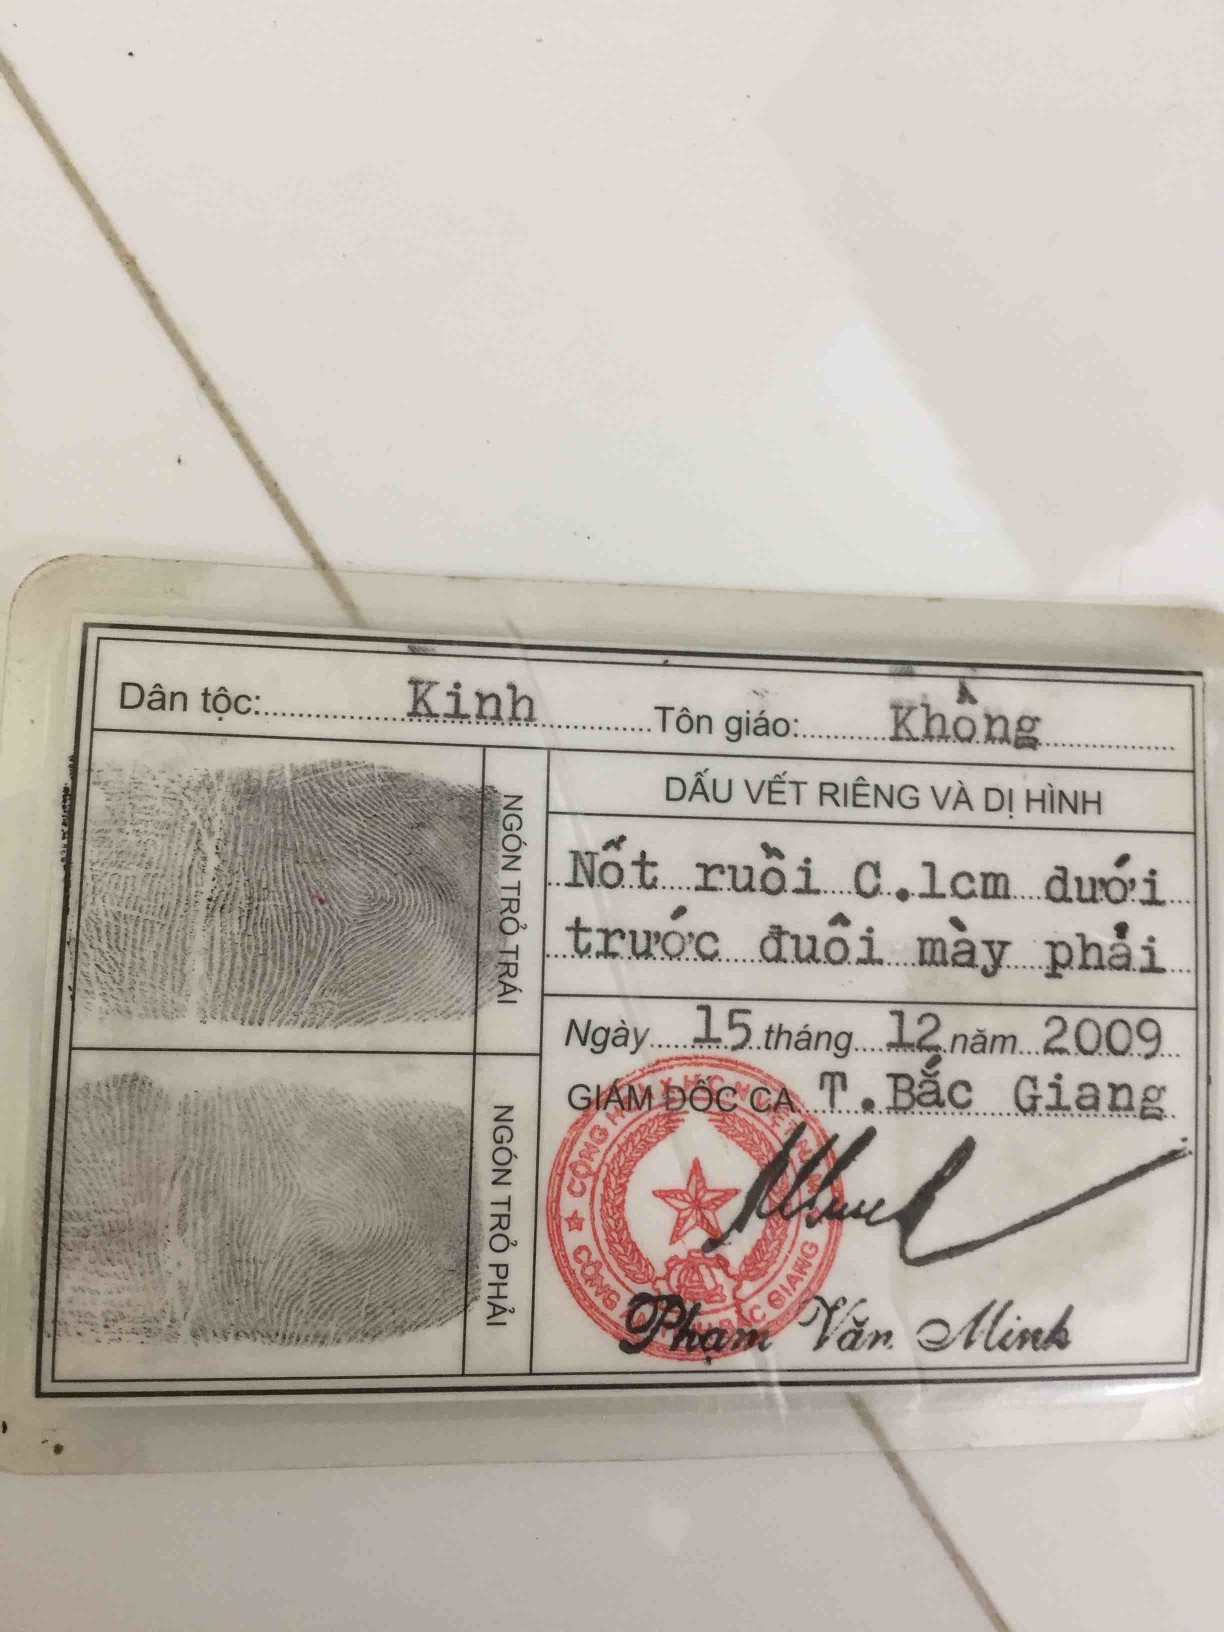 Dân tộc: Kinh Tôn giáo: Không
NGÓN TRỎ TRÁI
DẤU VẾT RIÊNG VÀ DỊ HÌNH
Nốt ruồi C.1cm dưới
trước đuôi mày phải
Ngày 15 tháng 12 năm 2009
GIÁM ĐỐC CA T.Bắc Giang
NGÓN TRỎ PHẢI
Phạm Văn Minh